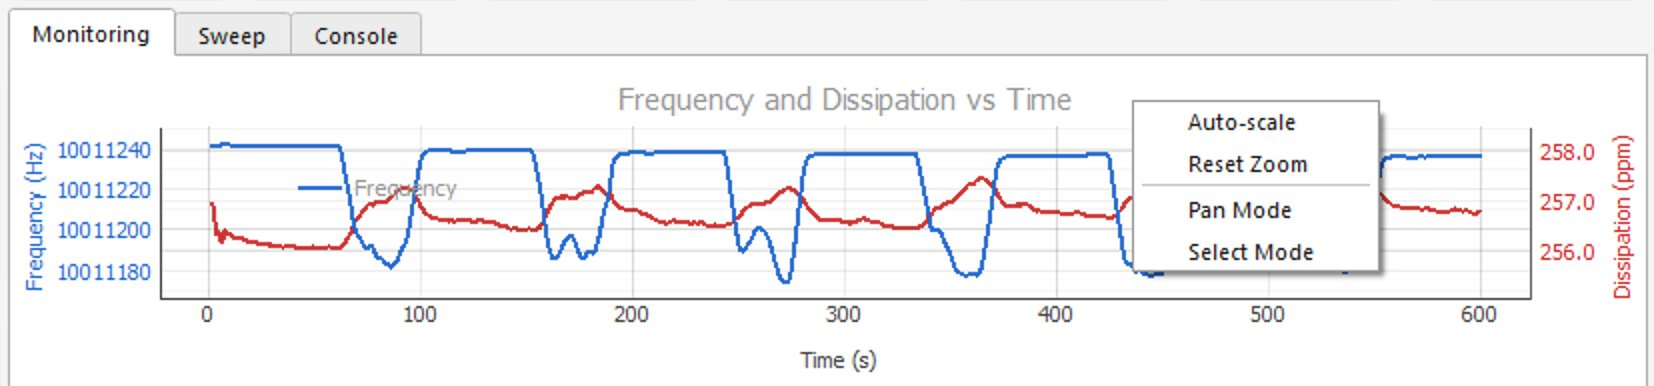 Monitoring Sweep Console
Frequency and Dissipation vs Time
Auto-scale
Reset Zoom
Pan Mode
Select Mode
Frequency (Hz)
10011240
10011220
10011200
10011180
Frequency
258.0
257.0
256.0
Dissipation (ppm)
0 100 200 300 400 500 600
Time (s)